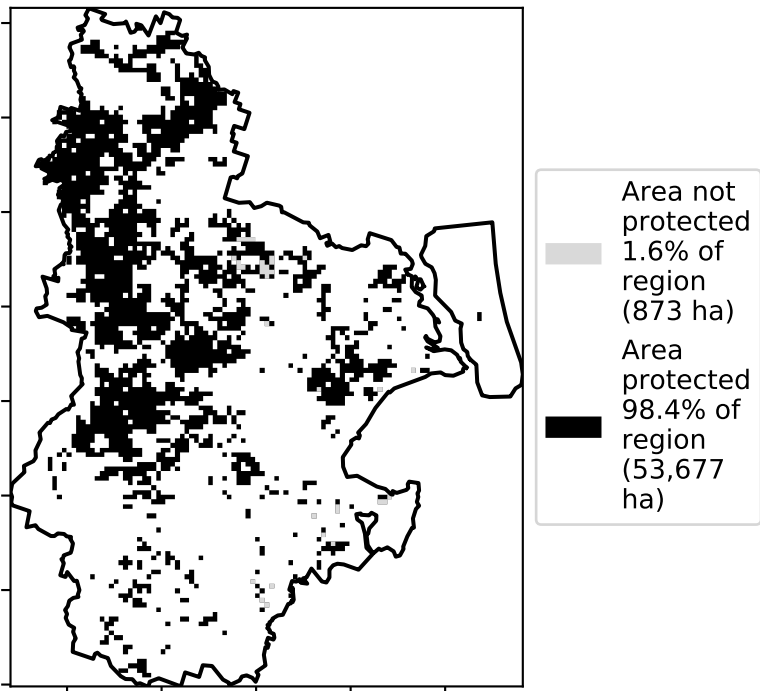 Area not
protected
1.6% of
region
(873 ha)
Area
protected
98.4% of
region
(53,677
ha)